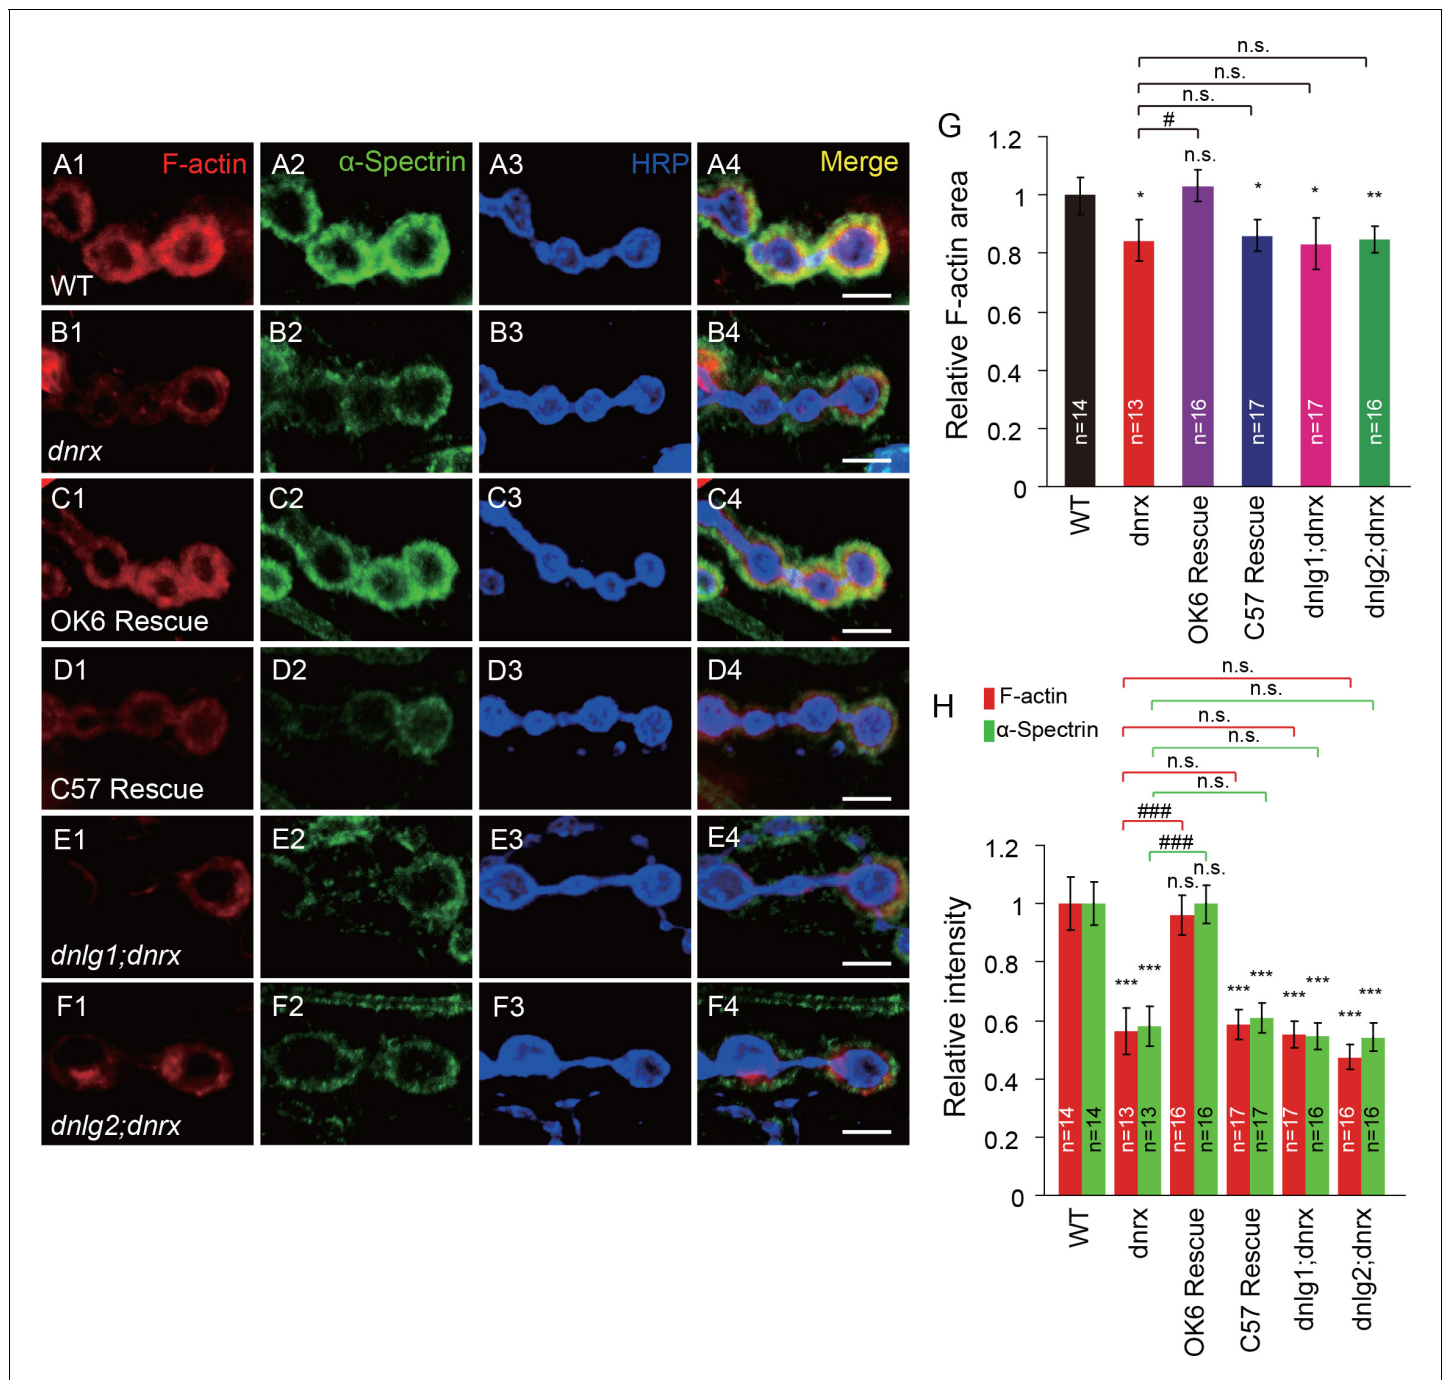 A1 F-actin
A2 α-Spectrin
A3 HRP
A4 Merge
WT
B1
B2
B3
B4
dnrx
C1
C2
C3
C4
OK6 Rescue
D1
D2
D3
D4
C57 Rescue
E1
E2
E3
E4
dnlg1;dnrx
F1
F2
F3
F4
dnlg2;dnrx
G
n.s.
n.s.
n.s.
#
n.s.
* * * **
Relative F-actin area
1.2
1
0.8
0.6
0.4
0.2
0
n=14
n=13
n=16
n=17
n=17
n=16
WT
dnrx
OK6 Rescue
C57 Rescue
dnlg1;dnrx
dnlg2;dnrx
H
F-actin
α-Spectrin
n.s.
n.s.
n.s.
n.s.
n.s.
n.s.
###
###
n.s.
n.s.
*** *** *** *** *** *** *** ***
Relative intensity
1.2
1
0.8
0.6
0.4
0.2
0
n=14
n=14
n=13
n=13
n=16
n=16
n=17
n=17
n=17
n=16
n=16
n=16
WT
dnrx
OK6 Rescue
C57 Rescue
dnlg1;dnrx
dnlg2;dnrx